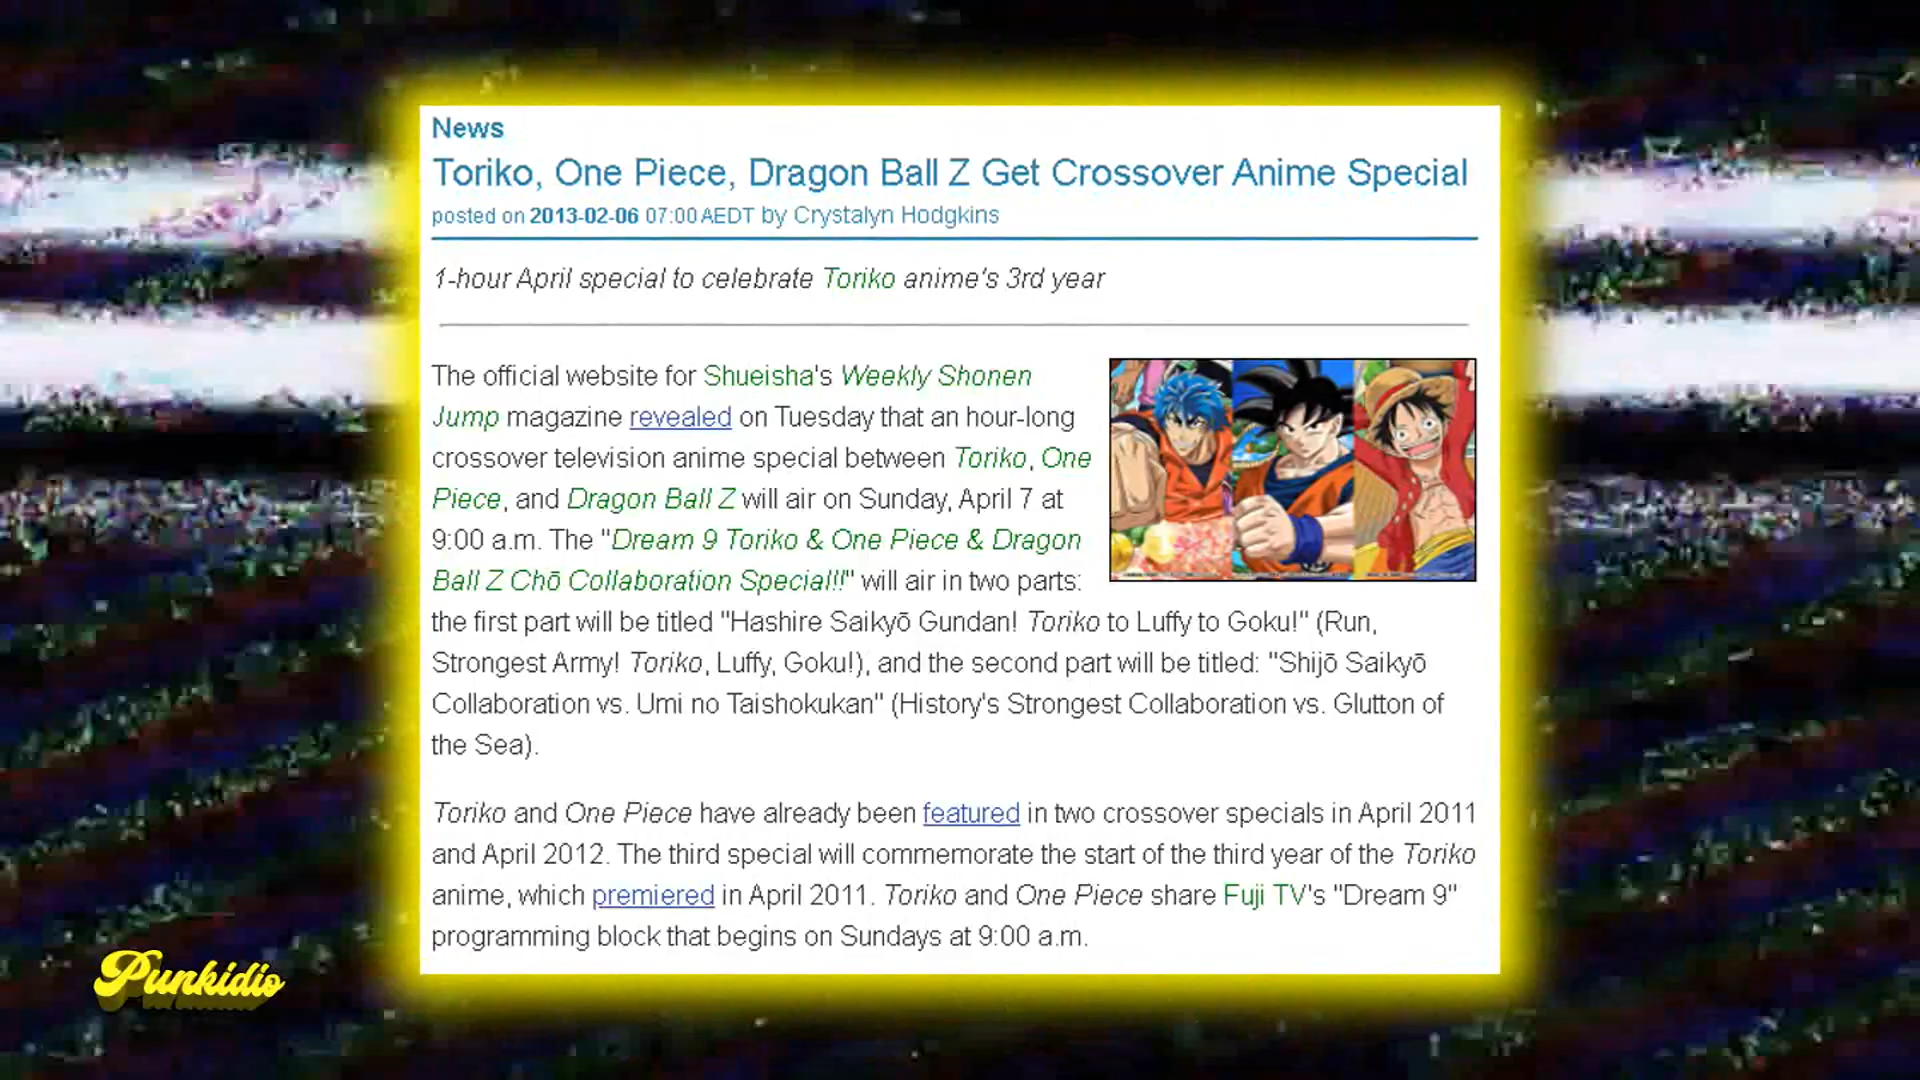 News
Toriko, One Piece, Dragon Ball Z Get Crossover Anime Special
posted on 2013-02-06 07:00 AEDT by Crystalyn Hodgkins
1-hour April special to celebrate Toriko anime's 3rd year
The official website for Shueisha's Weekly Shonen
Jump magazine revealed on Tuesday that an hour-long
crossover television anime special between Toriko, One
Piece, and Dragon Ball Z will air on Sunday, April 7 at
9:00 a.m. The "Dream 9 Toriko & One Piece & Dragon
Ball Z Chō Collaboration Special!!" will air in two parts:
the first part will be titled "Hashire Saikyō Gundan! Toriko to Luffy to Goku!" (Run,
Strongest Army! Toriko, Luffy, Goku!), and the second part will be titled: "Shijō Saikyō
Collaboration vs. Umi no Taishokukan" (History's Strongest Collaboration vs. Glutton of
the Sea).
Toriko and One Piece have already been featured in two crossover specials in April 2011
and April 2012. The third special will commemorate the start of the third year of the Toriko
anime, which premiered in April 2011. Toriko and One Piece share Fuji TV's "Dream 9"
programming block that begins on Sundays at 9:00 a.m.
Punkidio